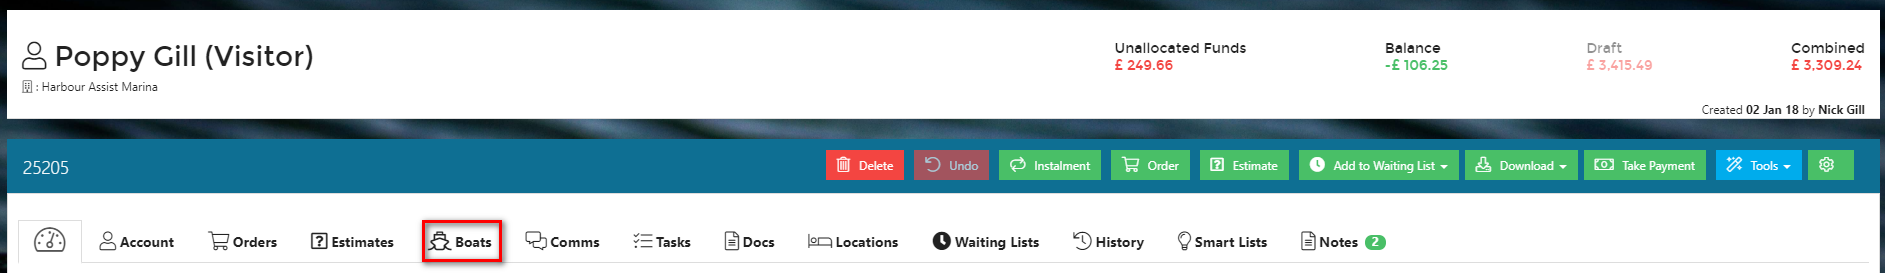 Poppy Gill (Visitor)
: Harbour Assist Marina
Unallocated Funds
£ 249.66
Balance
-£ 106.25
Draft
£ 3,415.49
Combined
£ 3,309.24
Created 02 Jan 18 by Nick Gill
25205
Delete
Undo
Instalment
Order
Estimate
Add to Waiting List
Download
Take Payment
Tools
Account
Orders
Estimates
Boats
Comms
Tasks
Docs
Locations
Waiting Lists
History
Smart Lists
Notes 2